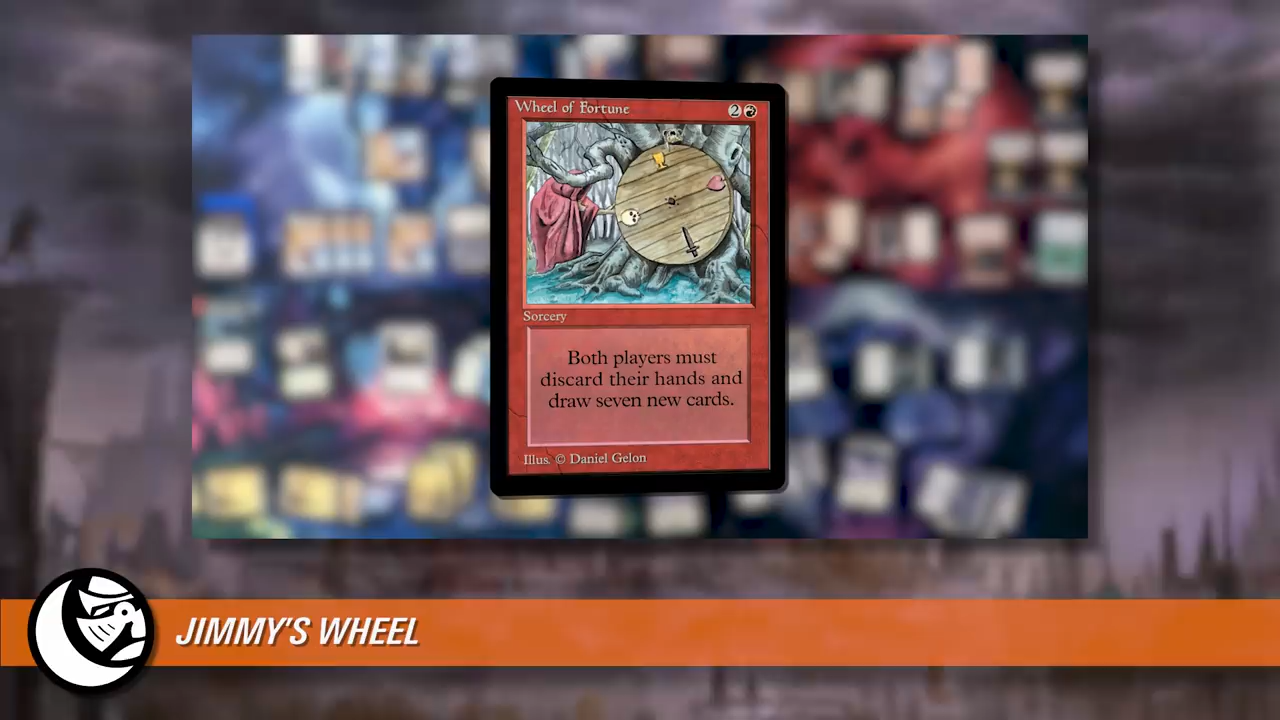 Wheel of Fortune 2
Sorcery
Both players must
discard their hands and
draw seven new cards.
Illus. © Daniel Gelon
JIMMY'S WHEEL